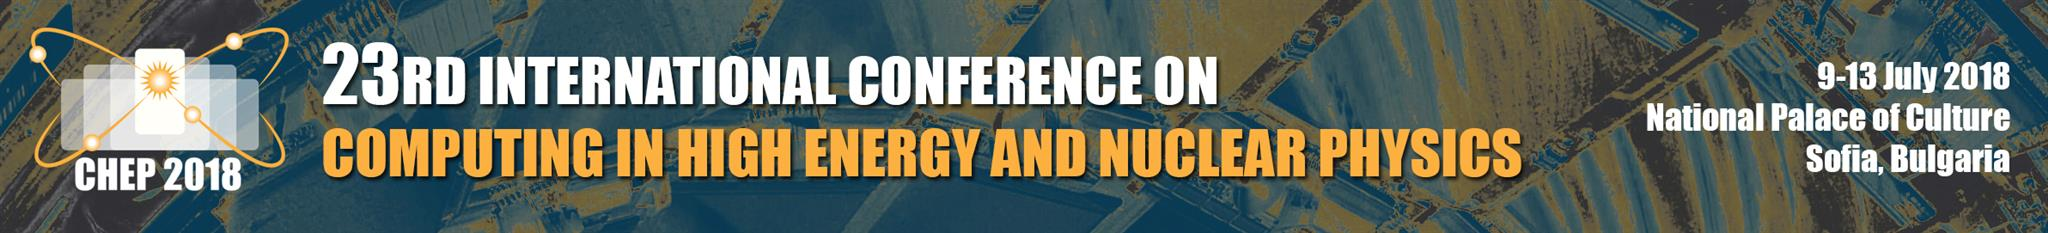 CHEP 2018
23RD INTERNATIONAL CONFERENCE ON
COMPUTING IN HIGH ENERGY AND NUCLEAR PHYSICS
9-13 July 2018
National Palace of Culture
Sofia, Bulgaria